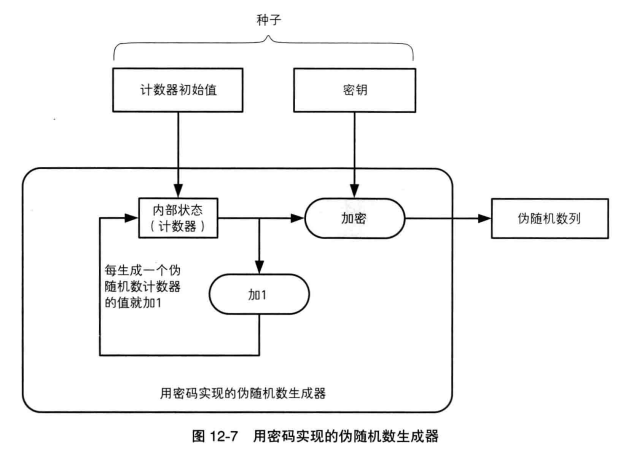 种子
计数器初始值
密钥
内部状态
（计数器）
加密
伪随机数列
每生成一个伪
随机数计数器
的值就加1
加1
用密码实现的伪随机数生成器
图 12-7 用密码实现的伪随机数生成器